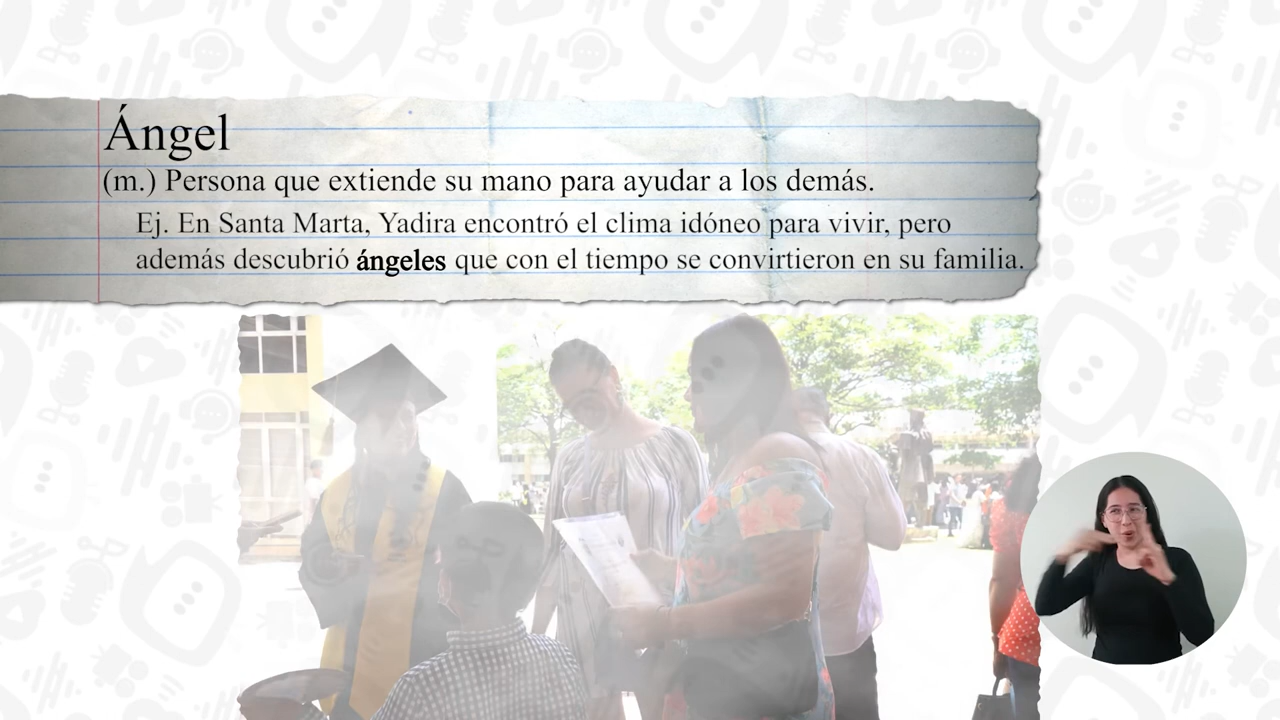 Ángel
(m.) Persona que extiende su mano para ayudar a los demás.
Ej. En Santa Marta, Yadira encontró el clima idóneo para vivir, pero
además descubrió ángeles que con el tiempo se convirtieron en su familia.